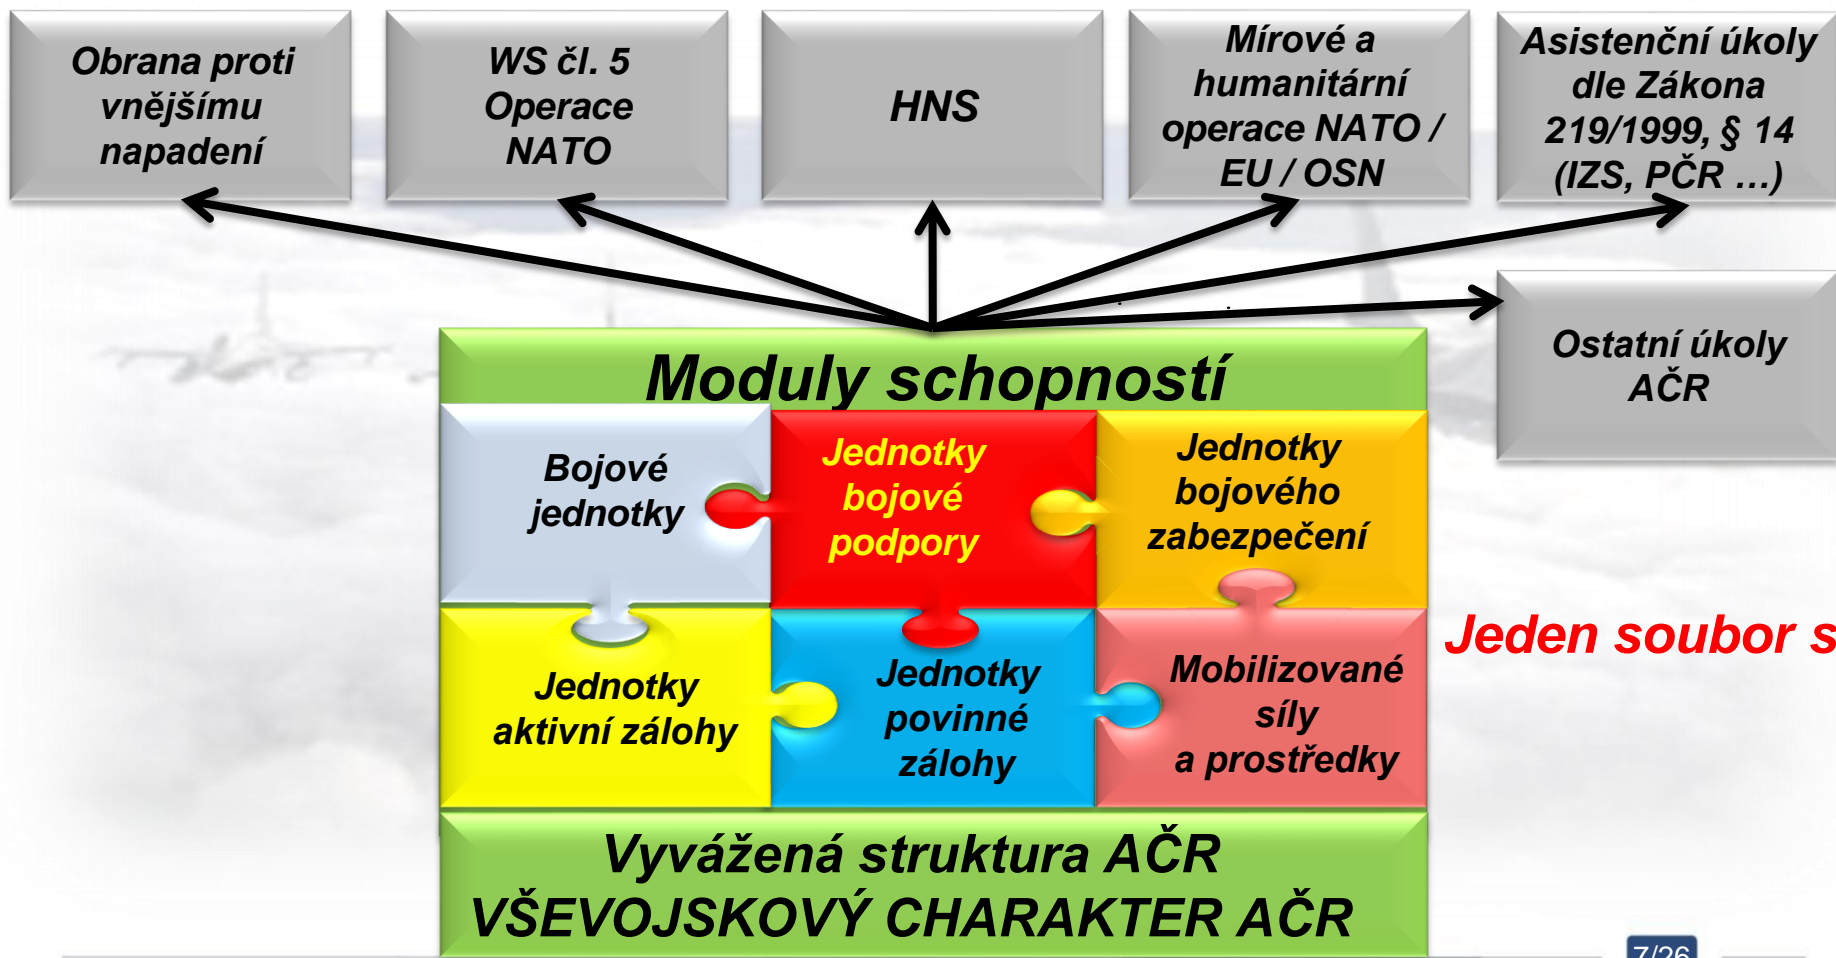 Obrana proti
vnějšímu
napadení
WS čl. 5
Operace
NATO
HNS
Mírové a
humanitární
operace NATO /
EU / OSN
Asistenční úkoly
dle Zákona
219/1999, § 14
(IZS, PČR ...)
Ostatní úkoly
AČR
Moduly schopností
Bojové
jednotky
Jednotky
bojové
podpory
Jednotky
bojového
zabezpečení
Jednotky
aktivní zálohy
Jednotky
povinné
zálohy
Mobilizované
síly
a prostředky
Jeden soubor s
Vyvážená struktura AČR
VŠEVOJSKOVÝ CHARAKTER AČR
7/26